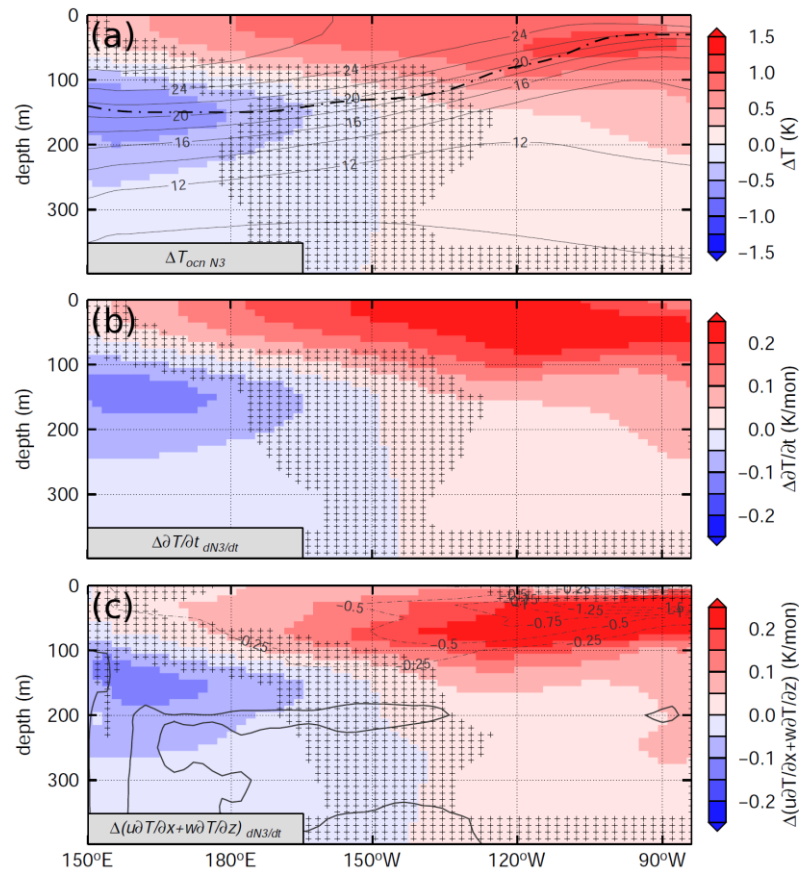 (a)
0
100
200
300
depth (m)
24
24
24
20
20
20
16
16
16
12
12
ΔT_ocn N3
1.5
1.0
0.5
0.0
−0.5
−1.0
−1.5
ΔT (K)
(b)
0
100
200
300
depth (m)
Δ∂T/∂t _dN3/dt
0.2
0.1
0.0
−0.1
−0.2
Δ∂T/∂t (K/mon)
(c)
0
100
200
300
depth (m)
−0.5
−0.25
−0.5
−1.25
−0.75
−0.5
−0.5
−0.25
−0.25
−0.25
Δ(u∂T/∂x+w∂T/∂z) _dN3/dt
0.2
0.1
0.0
−0.1
−0.2
Δ(u∂T/∂x+w∂T/∂z) (K/mon)
150°E
180°E
150°W
120°W
90°W